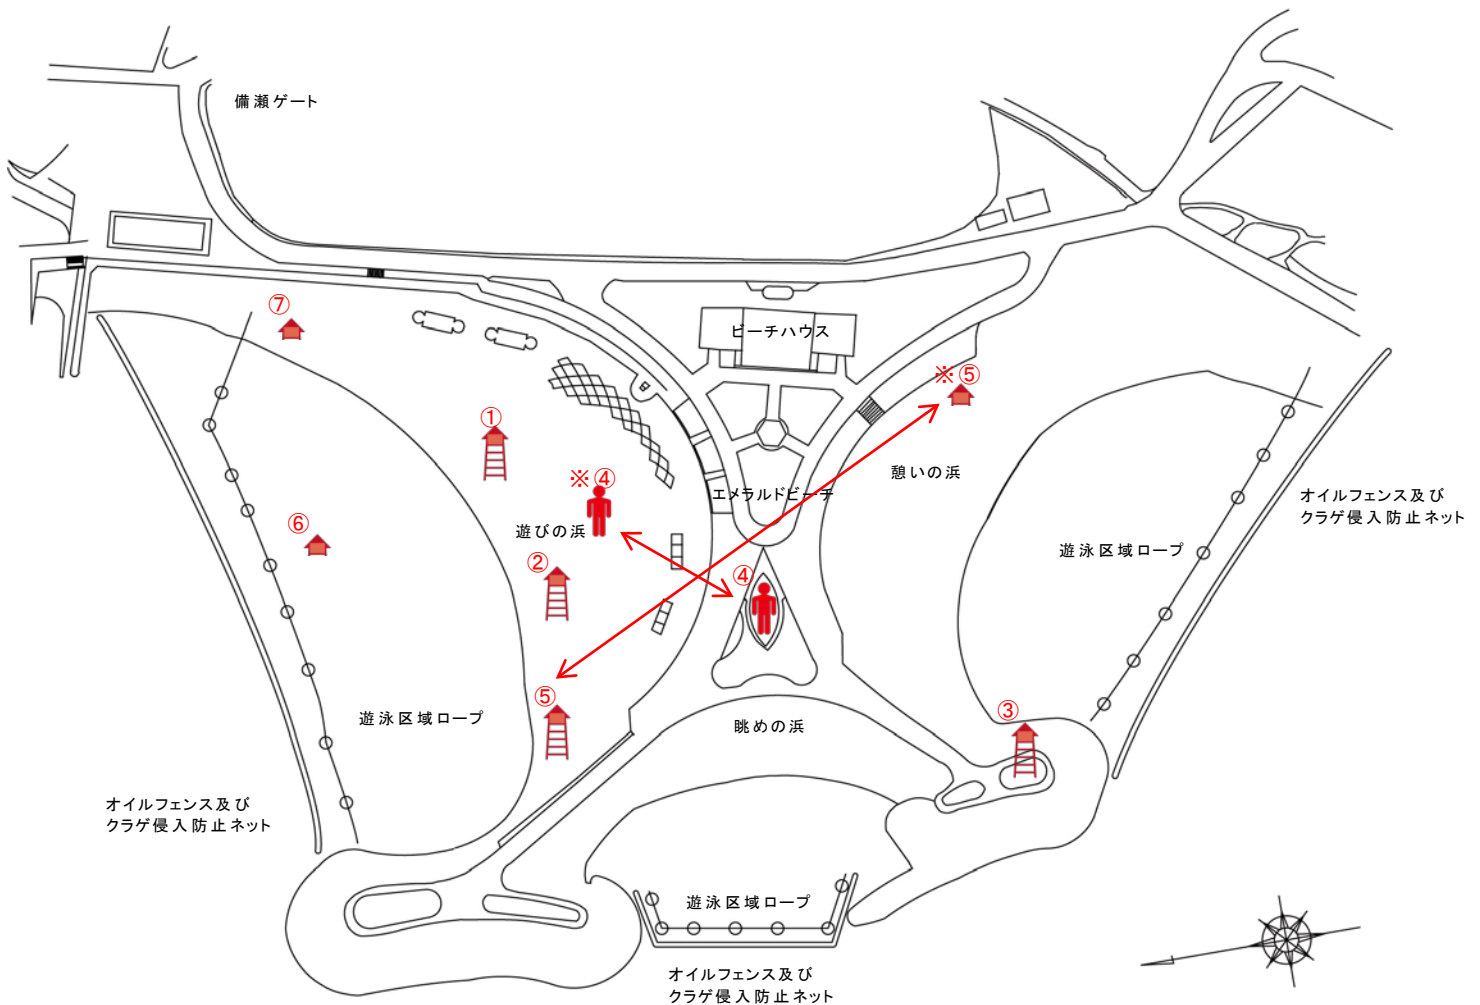 備瀬ゲート
⑦
ビーチハウス
※⑤
①
憩いの浜
※④
エメラルドビーチ
オイルフェンス及び
クラゲ侵入防止ネット
⑥
遊びの浜
遊泳区域ロープ
②
④
⑤
③
遊泳区域ロープ
眺めの浜
オイルフェンス及び
クラゲ侵入防止ネット
遊泳区域ロープ
オイルフェンス及び
クラゲ侵入防止ネット